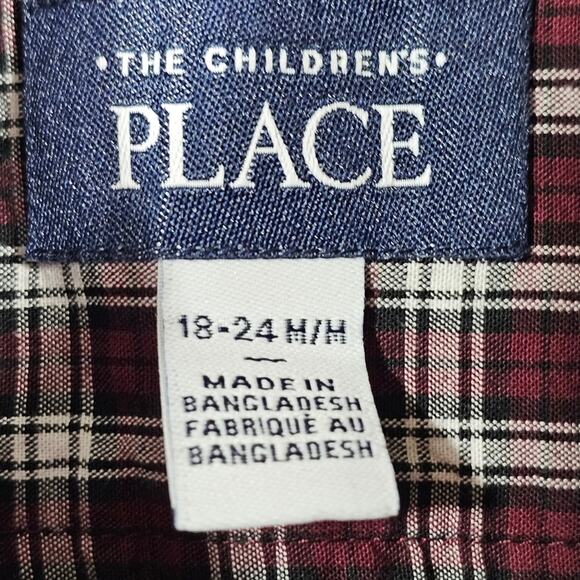 •THE CHILDREN'S•
PLACE
18-24 M/M
MADE IN
BANGLADESH
FABRIQUÉ AU
BANGLADESH